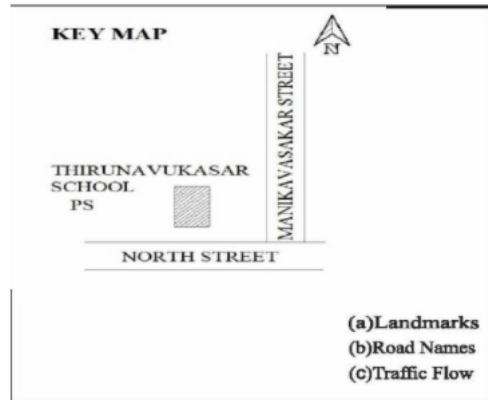 KEY MAP
N
MANIKAVASAKAR STREET
THIRUNAVUKASAR
SCHOOL
PS
NORTH STREET
(a)Landmarks
(b)Road Names
(c)Traffic Flow